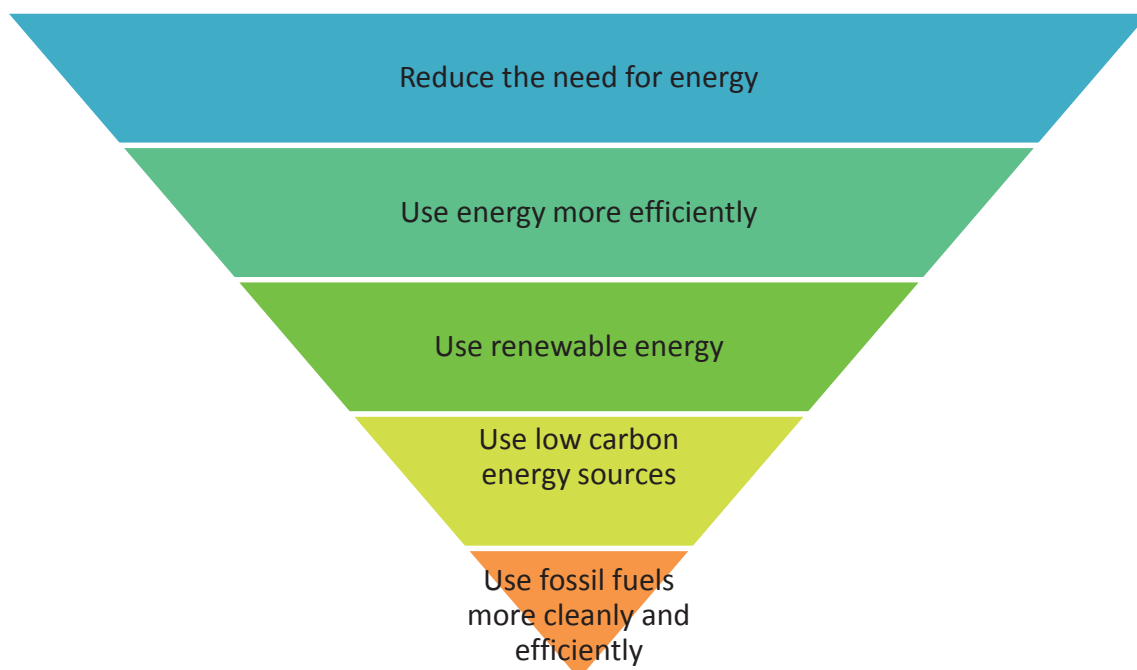 Reduce the need for energy
Use energy more efficiently
Use renewable energy
Use low carbon
energy sources
Use fossil fuels
more cleanly and
efficiently